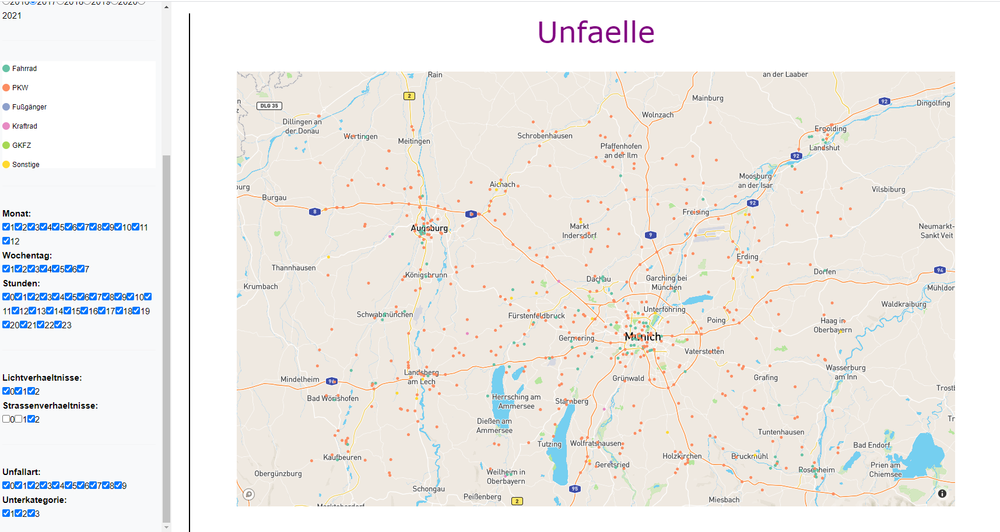 2016 2017 2018 2019 2020
2021
Fahrrad
PKW
Fußgänger
Kraftrad
GKFZ
Sonstige
Monat:
1 2 3 4 5 6 7 8 9 10 11
12
Wochentag:
1 2 3 4 5 6 7
Stunden:
0 1 2 3 4 5 6 7 8 9 10
11 12 13 14 15 16 17 18 19
20 21 22 23
Lichtverhaeltnisse:
0 1 2
Strassenverhaeltnisse:
0 1 2
Unfallart:
0 1 2 3 4 5 6 7 8 9
Unterkategorie:
1 2 3
Unfaelle
Rain
an der Laaber
2
Mainburg
92
Dingolfing
DLG 35
Wolnzach
Dillingen an
der Donau
Ergolding
Wertingen
Meitingen
Schrobenhausen
Pfaffenhofen
an der Ilm
Landshut
92
Moosburg
an der Isar
Aichach
burg
Burgau
Vilsbiburg
92
8
8
Freising
Augsburg
Markt
Indersdorf
9
Neumarkt-
Sankt Veit
Erding
Thannhausen
Königsbrunn
Dorfen
94
Krumbach
Dachau
Garching bei
München
Mühldor
Waldkraiburg
Schwabmünchen
Fürstenfeldbruck
Unterföhring
Poing
Haag in
Oberbayern
Germering
Munich
Vaterstetten
Mindelheim
96
Landsberg
am Lech
Grünwald
Grafing
Wasserburg
am Inn
Trostb
Bad Wörishofen
Herrsching am
Ammersee
Starnberg
Dießen am
Ammersee
Tr
Tuntenhausen
Tutzing
Wolfratshausen
Bad Endorf
Kaufbeuren
Holzkirchen
Bruckmühl
Geretsried
Rosenheim
Prien am
Chiemsee
Obergünzburg
Weilheim in
Oberbayern
Schongau
95
Peißenberg
2
Miesbach
Marktoberdorf